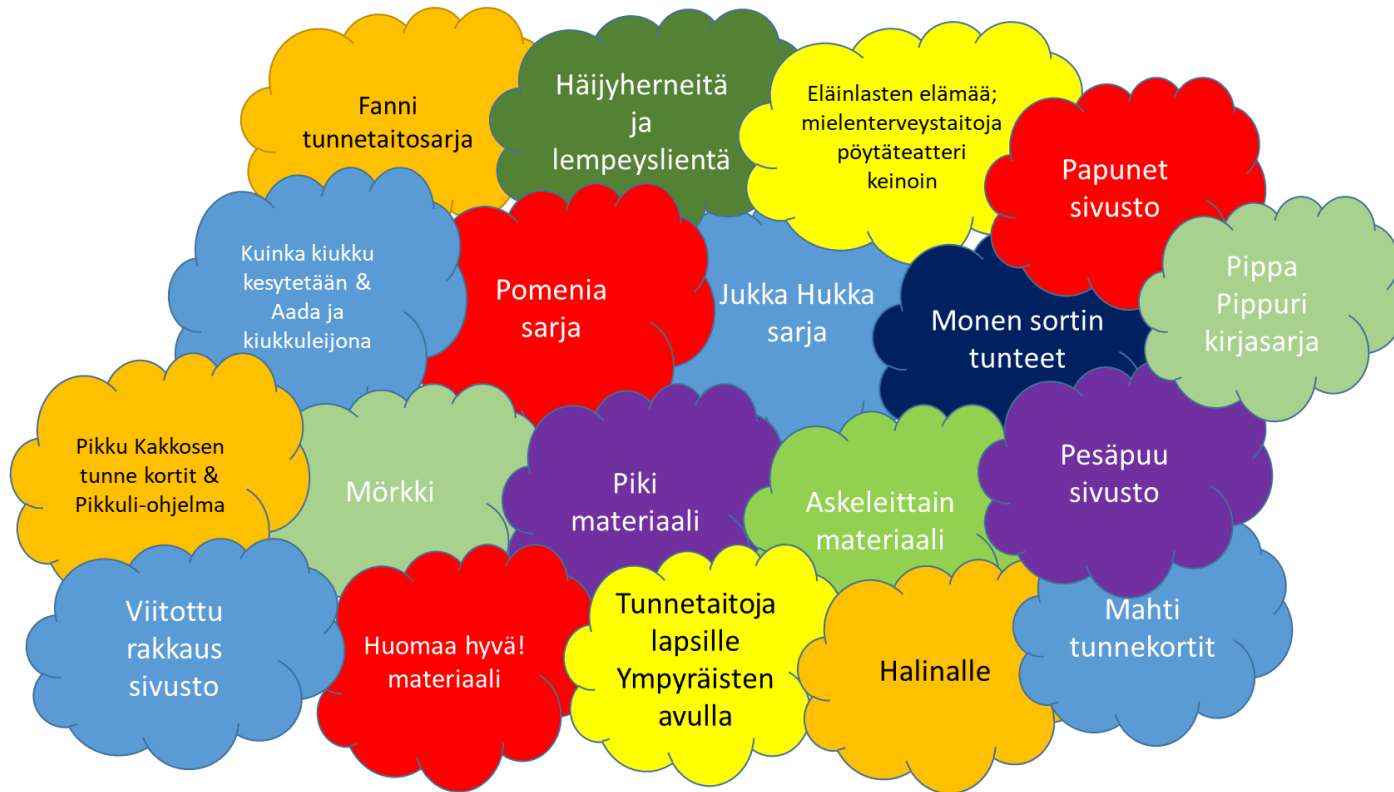 Fanni
tunnetaitosarja
Häijyherneitä
ja
lempeyslientä
Eläinlasten elämää;
mielenterveystaitoja
pöytäteatteri
keinoin
Papunet
sivusto
Kuinka kiukku
kesytetään &
Aada ja
kiukkuleijona
Pomenia
sarja
Jukka Hukka
sarja
Monen sortin
tunteet
Pippa
Pippuri
kirjasarja
Pikku Kakkosen
tunne kortit &
Pikkuli-ohjelma
Mörkki
Piki
materiaali
Askeleittain
materiaali
Pesäpuu
sivusto
Viitottu
rakkaus
sivusto
Huomaa hyvä!
materiaali
Tunnetaitoja
lapsille
Ympyräisten
avulla
Halinalle
Mahti
tunnekortit